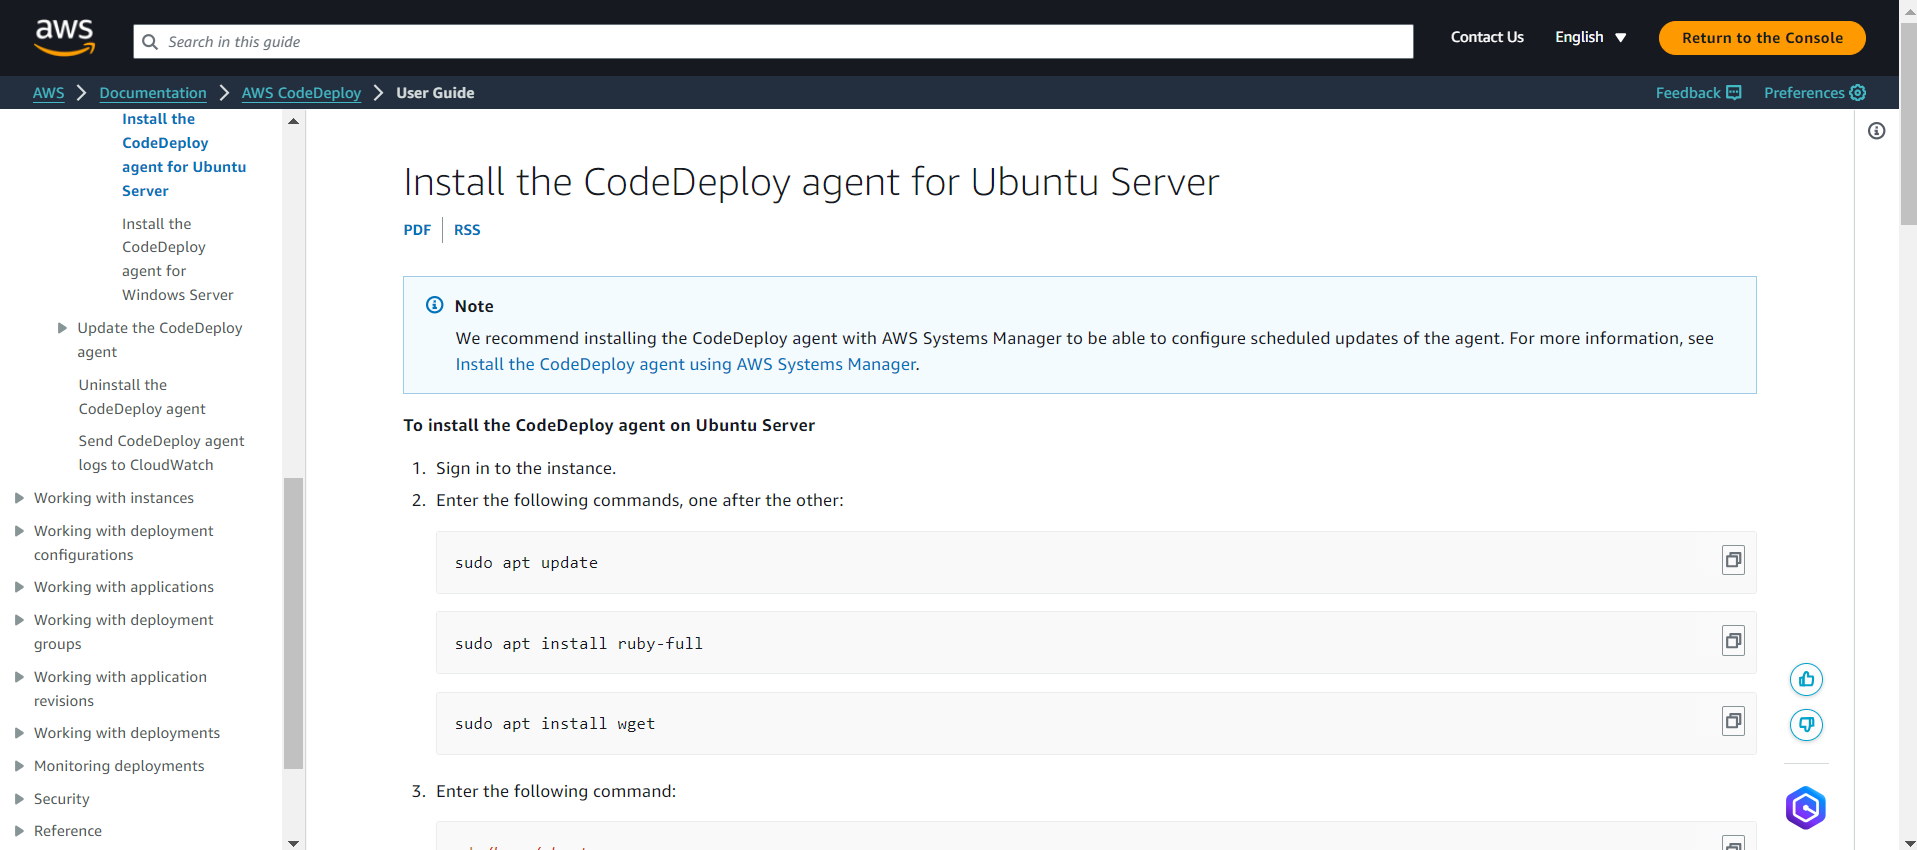 aws
Search in this guide
Contact Us
English
Return to the Console
AWS
Documentation
AWS CodeDeploy
User Guide
Feedback
Preferences
Install the
CodeDeploy
agent for Ubuntu
Server
Install the
CodeDeploy
agent for
Windows Server
Update the CodeDeploy
agent
Uninstall the
CodeDeploy agent
Send CodeDeploy agent
logs to CloudWatch
Working with instances
Working with deployment
configurations
Working with applications
Working with deployment
groups
Working with application
revisions
Working with deployments
Monitoring deployments
Security
Reference
Install the CodeDeploy agent for Ubuntu Server
PDF
RSS
Note
We recommend installing the CodeDeploy agent with AWS Systems Manager to be able to configure scheduled updates of the agent. For more information, see
Install the CodeDeploy agent using AWS Systems Manager.
To install the CodeDeploy agent on Ubuntu Server
1. Sign in to the instance.
2. Enter the following commands, one after the other:
sudo apt update
sudo apt install ruby-full
sudo apt install wget
3. Enter the following command: